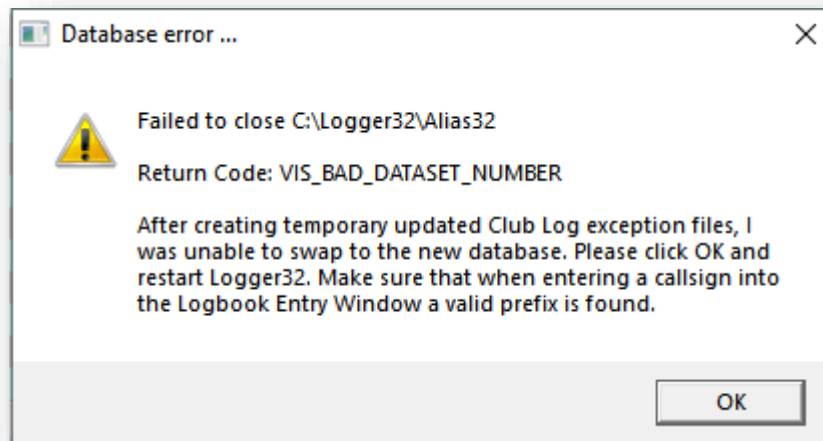 Database error ...
Failed to close C:\Logger32\Alias32
Return Code: VIS_BAD_DATASET_NUMBER
After creating temporary updated Club Log exception files, I
was unable to swap to the new database. Please click OK and
restart Logger32. Make sure that when entering a callsign into
the Logbook Entry Window a valid prefix is found.
OK